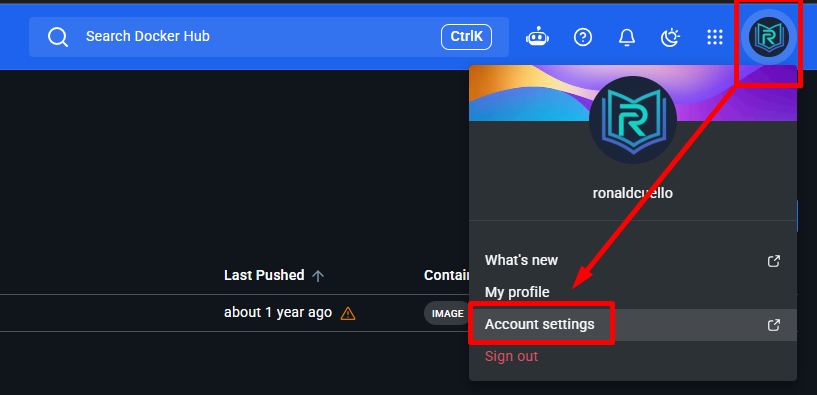 Search Docker Hub
CtrlK
ronaldcuello
What's new
My profile
Account settings
Sign out
Last Pushed
Contai
about 1 year ago
IMAGE